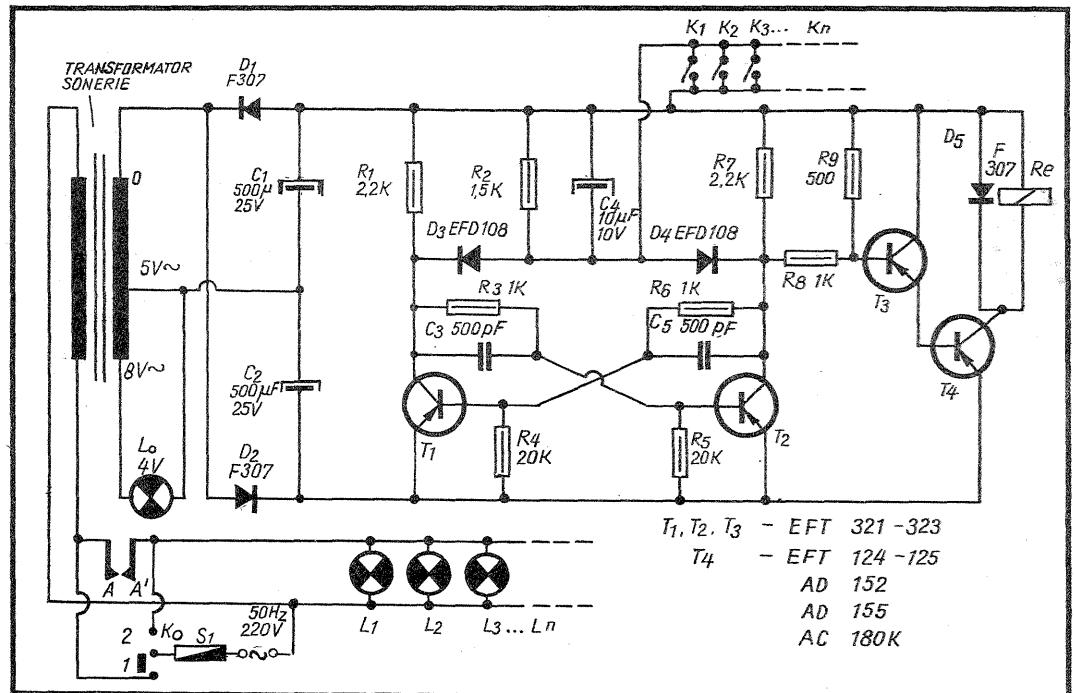 TRANSFORMATOR
SONERIE
D1
F307
K1 K2 K3... Kn
0
C1
500µ
25V
R1
2,2K
R2
1,5K
C4
10µF
10V
R7
2,2K
R9
500
D5
F
307
Re
D3 EFD108
D4 EFD108
5V~
R3 1K
R6 1K
R8 1K
T3
C3 500pF
C5 500pF
8V~
C2
500µF
25V
T4
Lo
4V
D2
F307
T1
R4
20K
R5
20K
T2
T1, T2, T3 - EFT 321-323
T4 - EFT 124-125
AD 152
AD 155
AC 180K
A A'
50Hz
220V
L1 L2 L3... Ln
2
Ko
S1
~
1